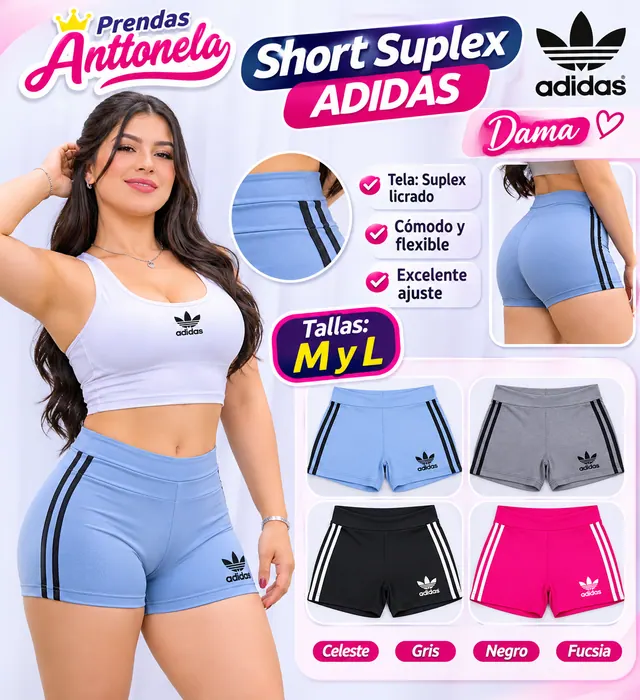 Prendas
Anttonela
Short Suplex
ADIDAS
adidas
Dama
Tela: Suplex
licrado
Cómodo y
flexible
Excelente
ajuste
adidas
Tallas:
M y L
adidas
adidas
adidas
adidas
adidas
Celeste
Gris
Negro
Fucsia